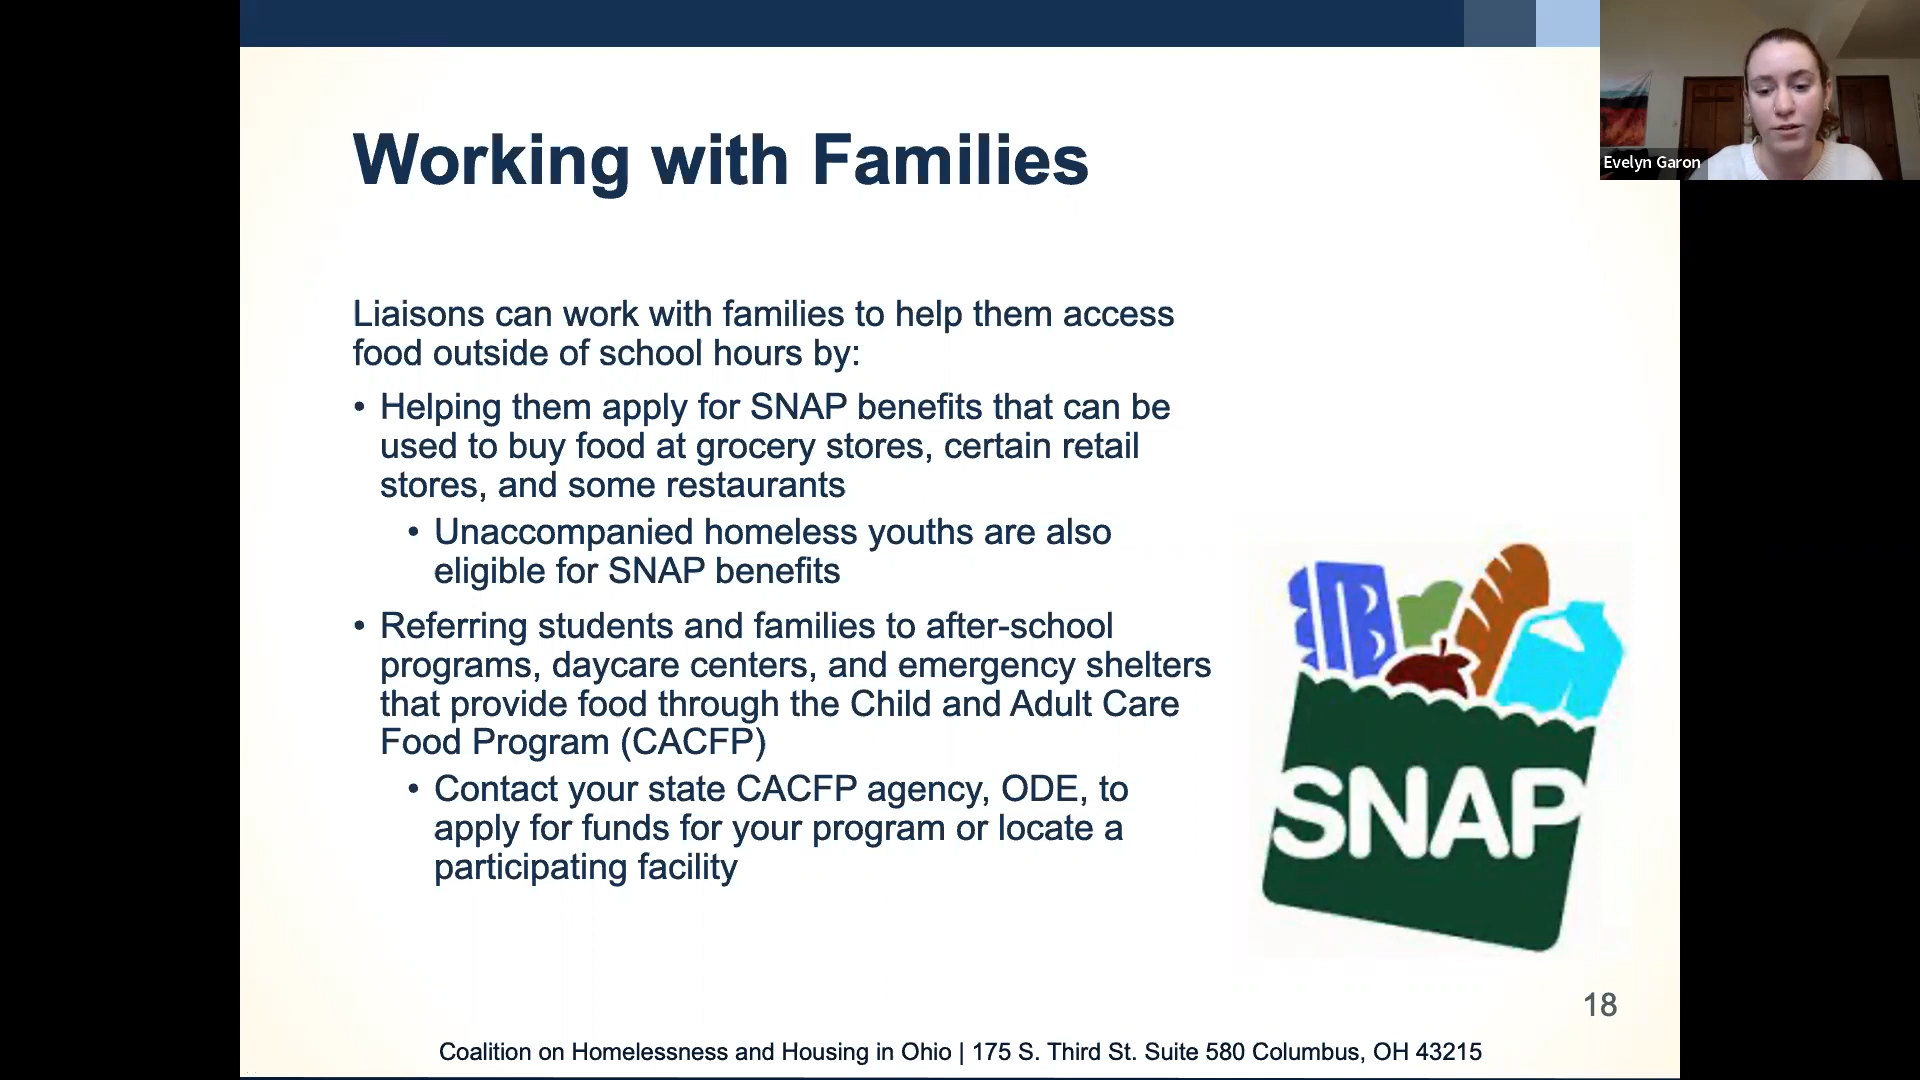 Working with Families
Evelyn Garon
Liaisons can work with families to help them access
food outside of school hours by:
• Helping them apply for SNAP benefits that can be
used to buy food at grocery stores, certain retail
stores, and some restaurants
• Unaccompanied homeless youths are also
eligible for SNAP benefits
• Referring students and families to after-school
programs, daycare centers, and emergency shelters
that provide food through the Child and Adult Care
Food Program (CACFP)
• Contact your state CACFP agency, ODE, to
apply for funds for your program or locate a
participating facility
SNAP
18
Coalition on Homelessness and Housing in Ohio | 175 S. Third St. Suite 580 Columbus, OH 43215